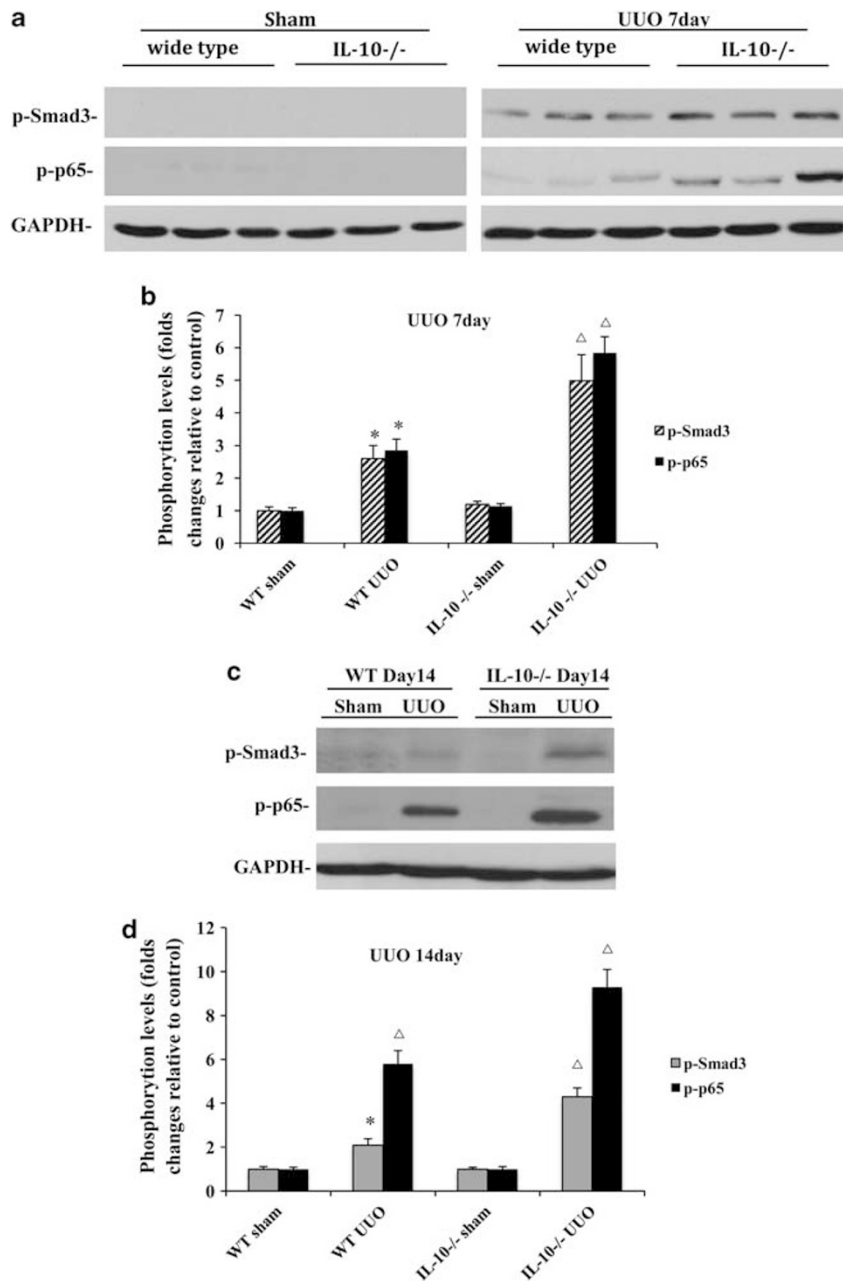 a
Sham
UUO 7day
wide type
IL-10-/-
wide type
IL-10-/-
p-Smad3-
p-p65-
GAPDH-
b
Phosphorytion levels (folds
changes relative to control)
7
6
5
4
3
2
1
0
UUO 7day
*
*
△
△
p-Smad3
p-p65
WT sham
WT UUO
IL-10 -/- sham
IL-10 -/- UUO
c
WT Day14
IL-10-/- Day14
Sham
UUO
Sham
UUO
p-Smad3-
p-p65-
GAPDH-
d
Phosphorytion levels (folds
changes relative to control)
12
10
8
6
4
2
0
UUO 14day
*
△
△
△
p-Smad3
p-p65
WT sham
WT UUO
IL-10-/- sham
IL-10-/- UUO